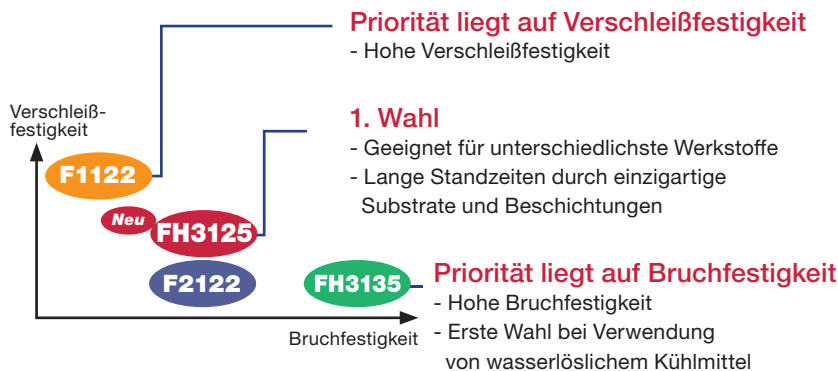 Priorität liegt auf Verschleißfestigkeit
- Hohe Verschleißfestigkeit
Verschleiß-
festigkeit
1. Wahl
- Geeignet für unterschiedlichste Werkstoffe
- Lange Standzeiten durch einzigartige
Substrate und Beschichtungen
F1122
Neu
FH3125
F2122
FH3135
Priorität liegt auf Bruchfestigkeit
- Hohe Bruchfestigkeit
- Erste Wahl bei Verwendung
von wasserlöslichem Kühlmittel
Bruchfestigkeit